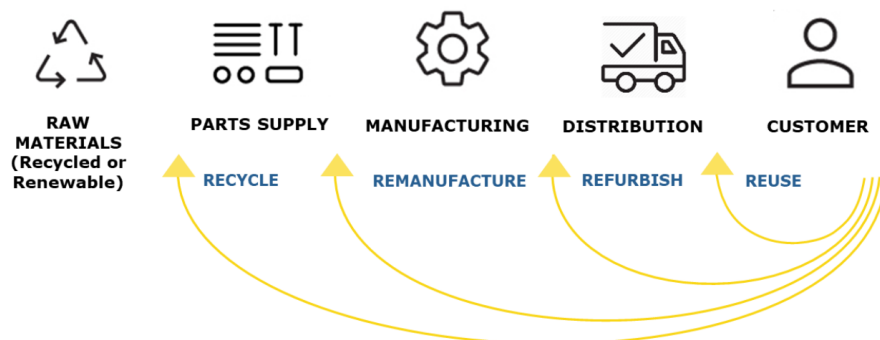 RAW
MATERIALS
(Recycled or
Renewable)
PARTS SUPPLY
MANUFACTURING
DISTRIBUTION
CUSTOMER
RECYCLE
REMANUFACTURE
REFURBISH
REUSE